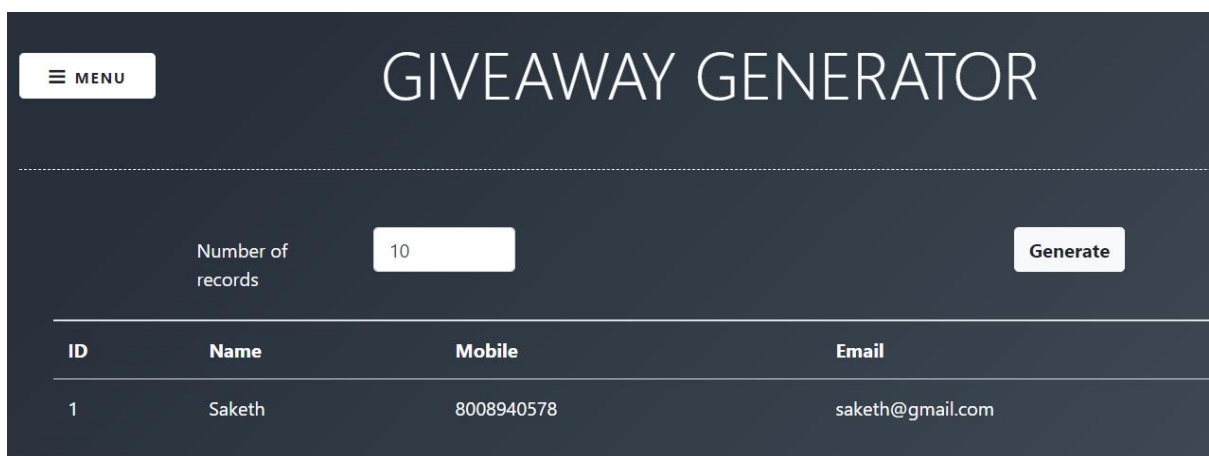 ☰ MENU
GIVEAWAY GENERATOR
Number of
records
10
Generate
ID Name Mobile Email
1 Saketh 8008940578 saketh@gmail.com